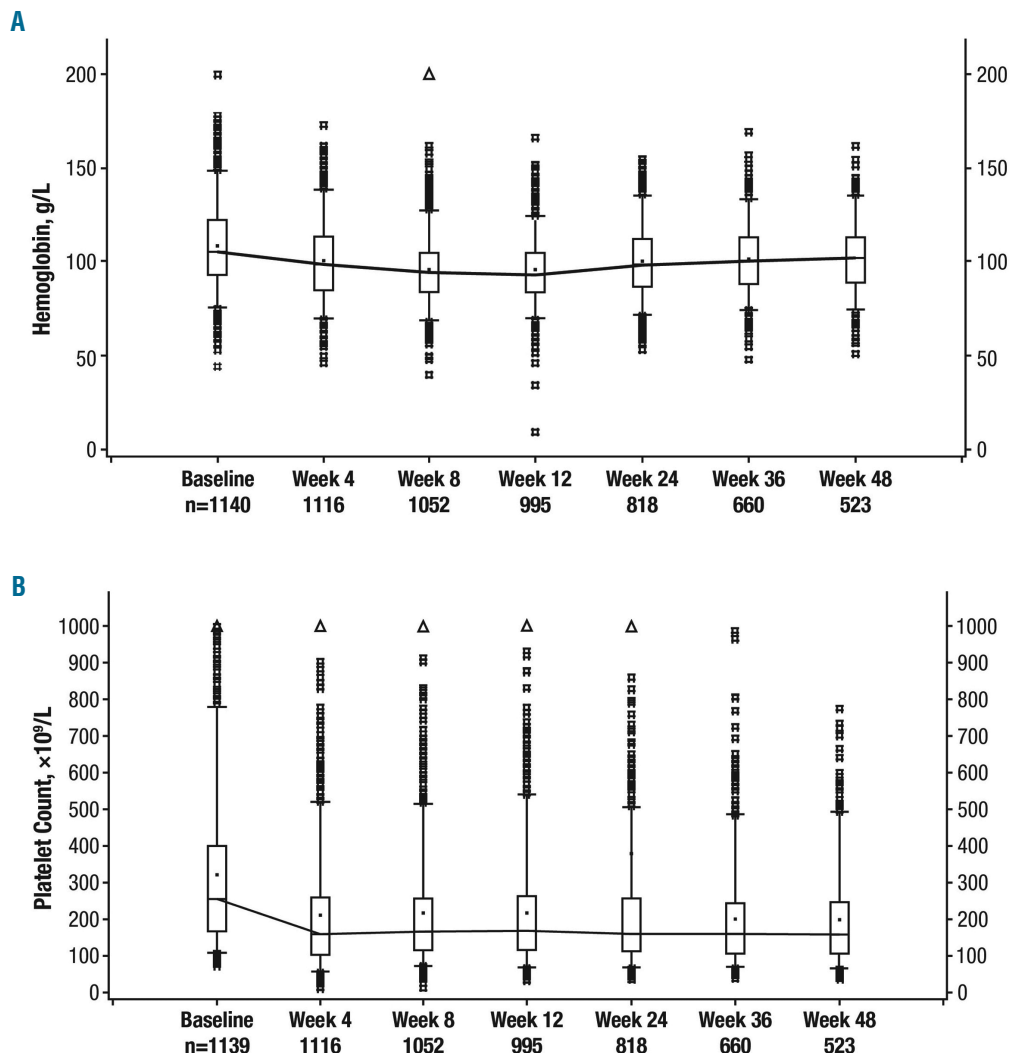 A
Hemoglobin, g/L
200 200
150 150
100 100
50 50
0 0
Baseline Week 4 Week 8 Week 12 Week 24 Week 36 Week 48
n=1140 1116 1052 995 818 660 523
B
Platelet Count, ×10⁹/L
1000 1000
900 900
800 800
700 700
600 600
500 500
400 400
300 300
200 200
100 100
0 0
Baseline Week 4 Week 8 Week 12 Week 24 Week 36 Week 48
n=1139 1116 1052 995 818 660 523